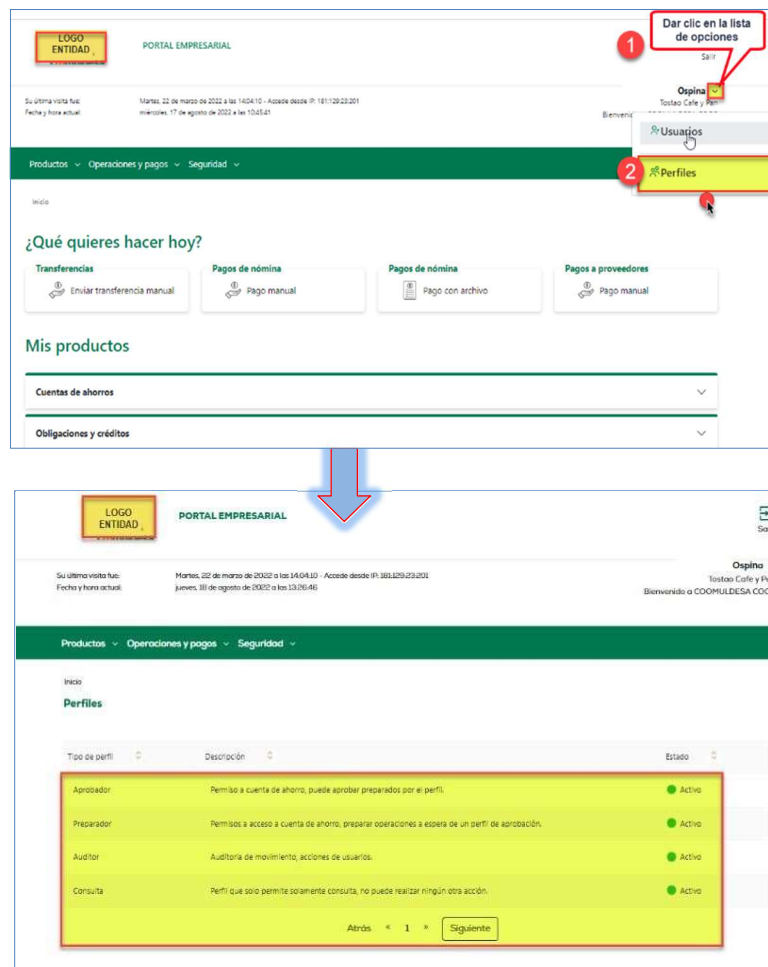 Dar clic en la lista
de opciones
LOGO
ENTIDAD
PORTAL EMPRESARIAL
1
Salir
Su última visita fue: Martes, 22 de marzo de 2022 a las 14:04:10 - Accede desde IP: 181:129:23:201
Fecha y hora actual: miércoles, 17 de agosto de 2022 a las 10:45:41
Ospina
Tostao Cafe y Pan
Usuarios
2 Perfiles
Productos Operaciones y pagos Seguridad
Inicio
¿Qué quieres hacer hoy?
Transferencias Pagos de nómina Pagos de nómina Pagos a proveedores
Enviar transferencia manual Pago manual Pago con archivo Pago manual
Mis productos
Cuentas de ahorros
Obligaciones y créditos
LOGO
ENTIDAD
PORTAL EMPRESARIAL
Su última visita fue: Martes, 22 de marzo de 2022 a las 14:04:10 - Accede desde IP: 181:129:23:201
Fecha y hora actual: jueves, 18 de agosto de 2022 a las 13:26:46
Ospina
Tostao Cafe y
Bienvenido a COOMULDESA
Productos Operaciones y pagos Seguridad
Inicio
Perfiles
Tipo de perfil Descripción Estado
Aprobador Permiso a cuenta de ahorro, puede aprobar preparados por el perfil. Activo
Preparador Permisos a acceso a cuenta de ahorro, preparar operaciones a espera de un perfil de aprobación. Activo
Auditor Auditoria de movimiento, acciones de usuarios. Activo
Consulta Perfil que solo permite solamente consulta, no puede realizar ningún otra acción. Activo
Atrás « 1 » Siguiente